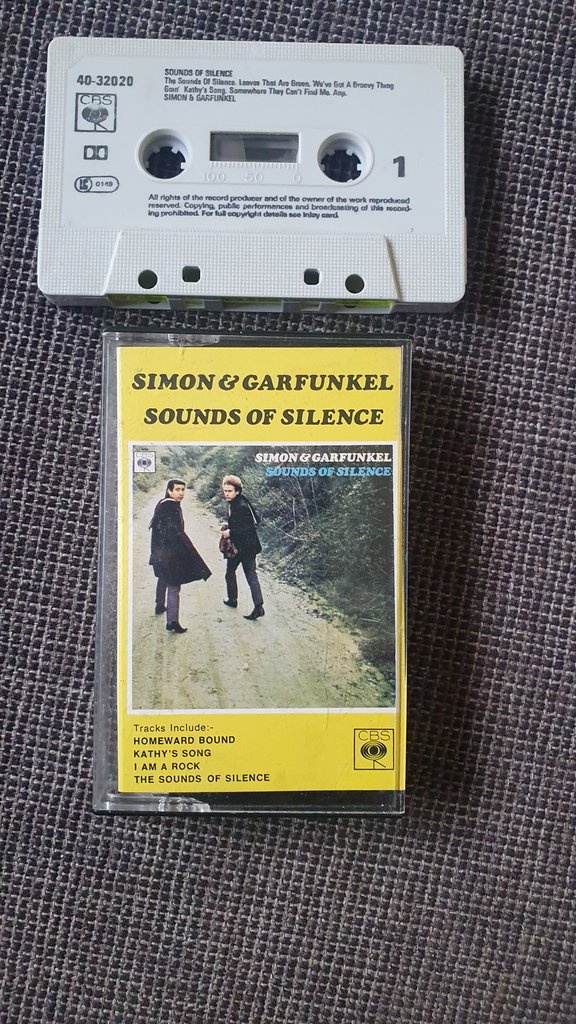 40-32020
SOUNDS OF SILENCE
The Sounds Of Silence. Leaves That Are Green. We've Got A Groovy Thing
Goin' Kathy's Song. Somewhere They Can't Find Me. Anji.
SIMON & GARFUNKEL
CBS
LC 0149
100 50 0
1
All rights of the record producer and of the owner of the work reproduced
reserved. Copying, public performances and broadcasting of this record-
ing prohibited. For full copyright details see inlay card.
SIMON & GARFUNKEL
SOUNDS OF SILENCE
CBS
SIMON & GARFUNKEL
SOUNDS OF SILENCE
Tracks Include:-
HOMEWARD BOUND
KATHY'S SONG
I AM A ROCK
THE SOUNDS OF SILENCE
CBS